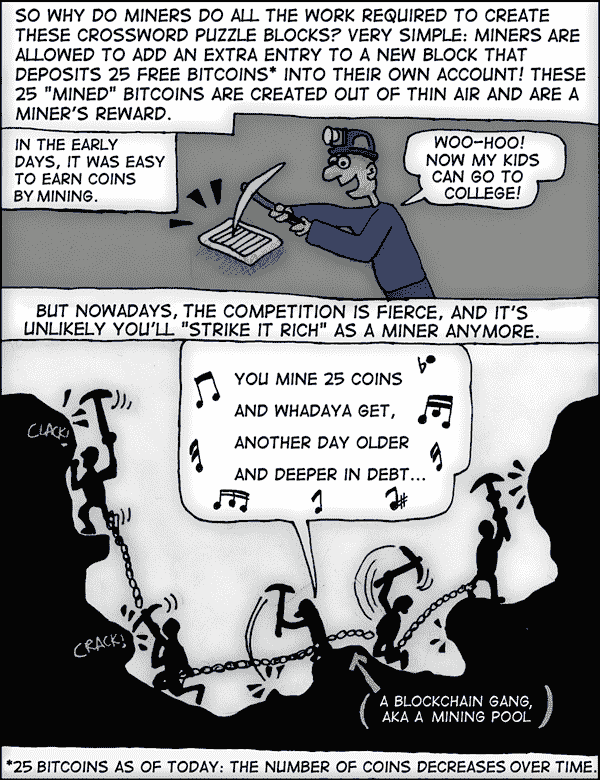 SO WHY DO MINERS DO ALL THE WORK REQUIRED TO CREATE
THESE CROSSWORD PUZZLE BLOCKS? VERY SIMPLE: MINERS ARE
ALLOWED TO ADD AN EXTRA ENTRY TO A NEW BLOCK THAT
DEPOSITS 25 FREE BITCOINS* INTO THEIR OWN ACCOUNT! THESE
25 "MINED" BITCOINS ARE CREATED OUT OF THIN AIR AND ARE A
MINER'S REWARD.
IN THE EARLY
DAYS, IT WAS EASY
TO EARN COINS
BY MINING.
WOO-HOO!
NOW MY KIDS
CAN GO TO
COLLEGE!
BUT NOWADAYS, THE COMPETITION IS FIERCE, AND IT'S
UNLIKELY YOU'LL "STRIKE IT RICH" AS A MINER ANYMORE.
YOU MINE 25 COINS
AND WHADAYA GET,
ANOTHER DAY OLDER
AND DEEPER IN DEBT...
CLACK!
CRACK!
(A BLOCKCHAIN GANG,
AKA A MINING POOL)
*25 BITCOINS AS OF TODAY: THE NUMBER OF COINS DECREASES OVER TIME.